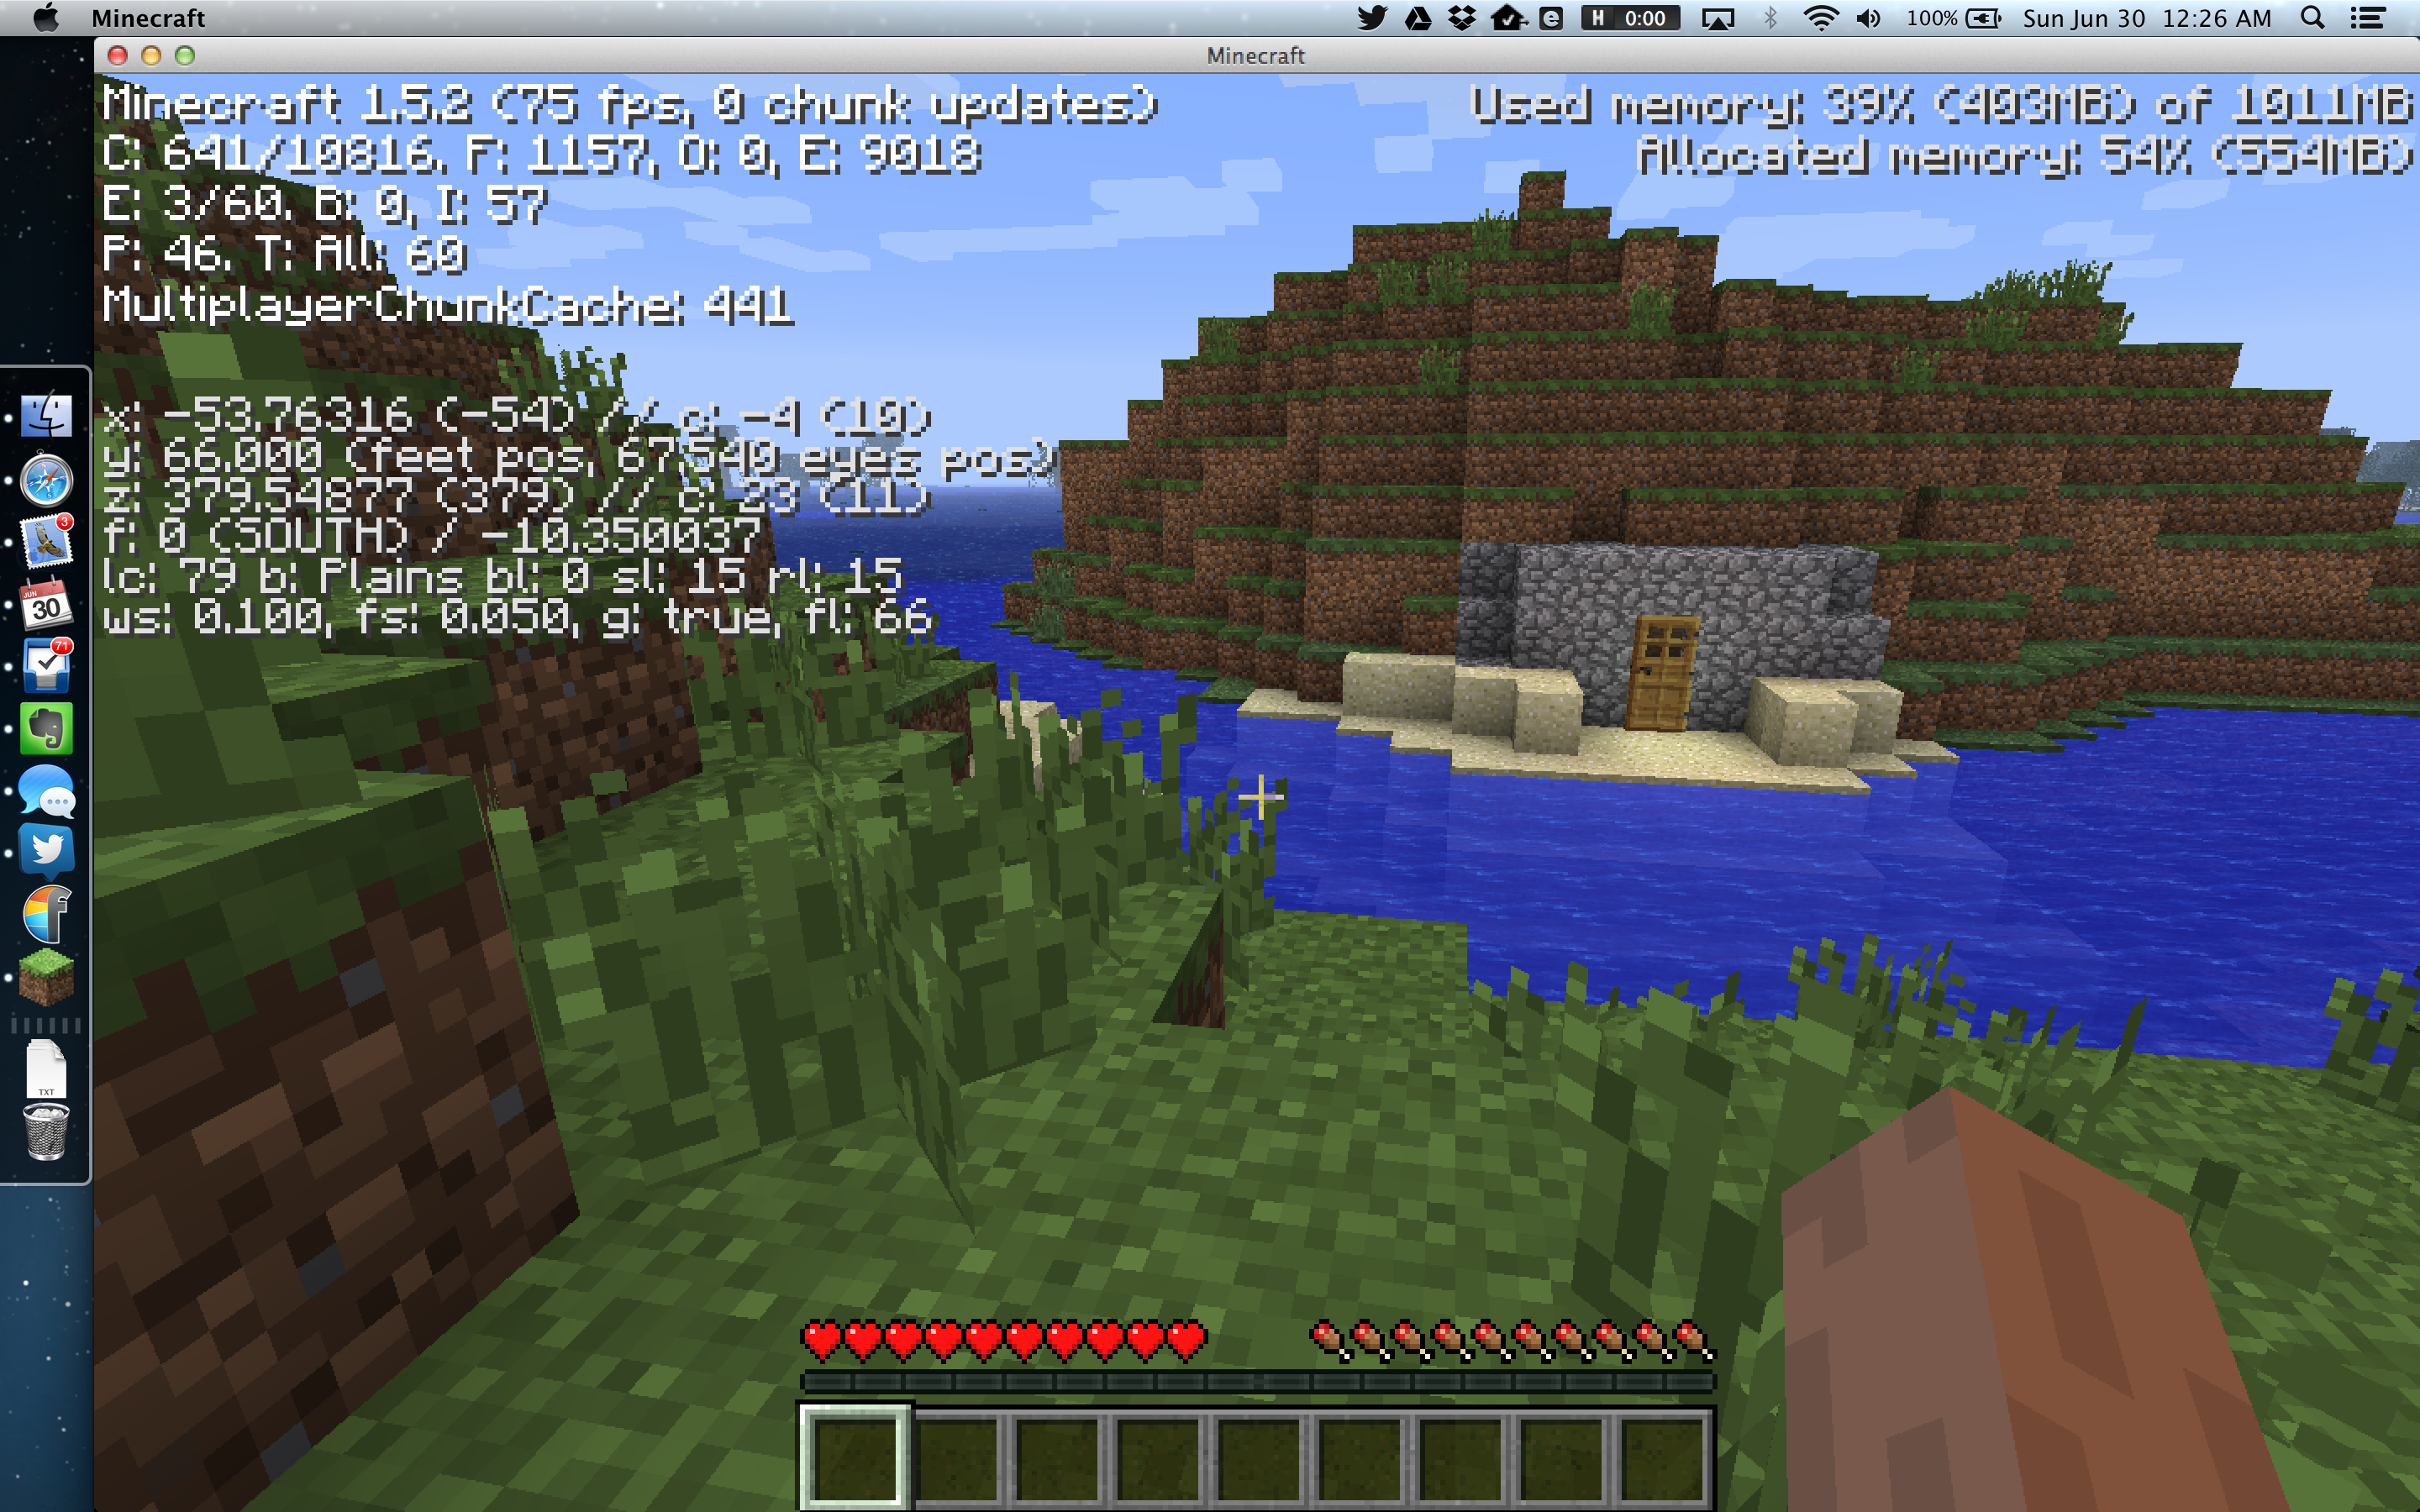 Minecraft
H 0:00
100%
Sun Jun 30 12:26 AM
Minecraft
Minecraft 1.5.2 (75 fps, 0 chunk updates)
Used memory: 39% (403MB) of 1011MB
C: 641/10816. F: 1157, O: 0, E: 9018
Allocated memory: 54% (554MB)
E: 3/60. B: 0, I: 57
P: 46. T: All: 60
MultiplayerChunkCache: 441
x: -53.76316 (-54) // c: -4 (10)
y: 66.000 (feet pos, 67.540 eyes pos)
z: 379.54877 (379) // c: 23 (11)
f: 0 (SOUTH) / -10.350037
lc: 79 b: Plains bl: 0 sl: 15 rl: 15
ws: 0.100, fs: 0.050, g: true, fl: 66
3
JUN
30
71
f
TXT